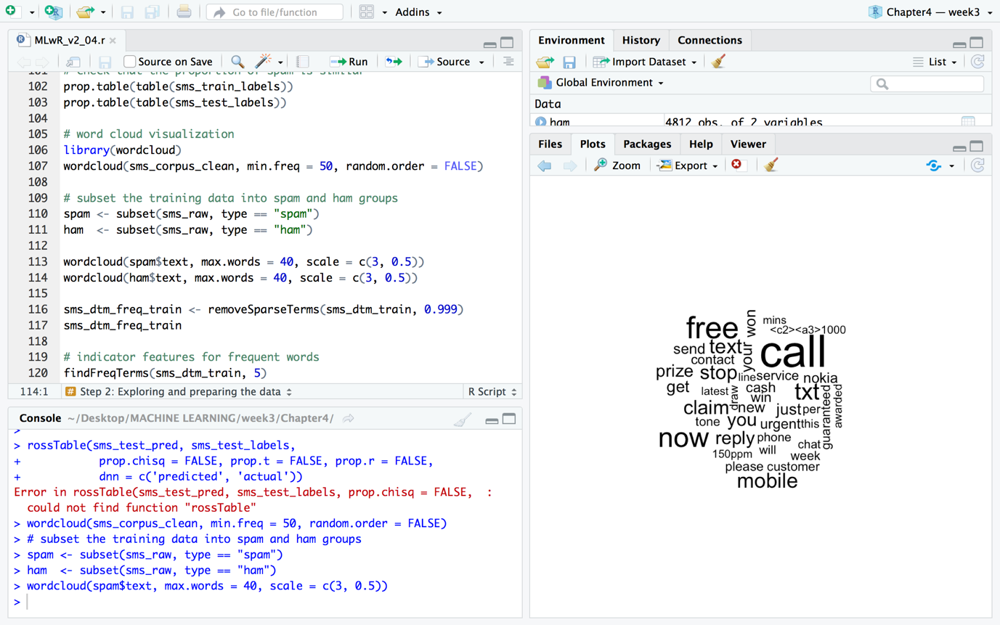 Go to file/function
Addins
Chapter4 — week3
MLwR_v2_04.r
Source on Save
Run
Source
101 # check that the proportion of spam is similar
102 prop.table(table(sms_train_labels))
103 prop.table(table(sms_test_labels))
104
105 # word cloud visualization
106 library(wordcloud)
107 wordcloud(sms_corpus_clean, min.freq = 50, random.order = FALSE)
108
109 # subset the training data into spam and ham groups
110 spam <- subset(sms_raw, type == "spam")
111 ham  <- subset(sms_raw, type == "ham")
112
113 wordcloud(spam$text, max.words = 40, scale = c(3, 0.5))
114 wordcloud(ham$text, max.words = 40, scale = c(3, 0.5))
115
116 sms_dtm_freq_train <- removeSparseTerms(sms_dtm_train, 0.999)
117 sms_dtm_freq_train
118
119 # indicator features for frequent words
120 findFreqTerms(sms_dtm_train, 5)
114:1 # Step 2: Exploring and preparing the data R Script
Console ~/Desktop/MACHINE LEARNING/week3/Chapter4/
>
> rossTable(sms_test_pred, sms_test_labels,
+            prop.chisq = FALSE, prop.t = FALSE, prop.r = FALSE,
+            dnn = c('predicted', 'actual'))
Error in rossTable(sms_test_pred, sms_test_labels, prop.chisq = FALSE,  :
  could not find function "rossTable"
> wordcloud(sms_corpus_clean, min.freq = 50, random.order = FALSE)
> # subset the training data into spam and ham groups
> spam <- subset(sms_raw, type == "spam")
> ham  <- subset(sms_raw, type == "ham")
> wordcloud(spam$text, max.words = 40, scale = c(3, 0.5))
>
Environment History Connections
Import Dataset
List
Global Environment
Data
ham 4812 obs. of 2 variables
Files Plots Packages Help Viewer
Zoom
Export
free
won
mins
<c2><a3>1000
send
text
your
call
contact
prize
stop
line
service
nokia
get
latest
draw
cash
win
txt
guaranteed
awarded
claim
new
just
per
tone
you
urgent
this
now
reply
phone
chat
150ppm
will
week
please
customer
mobile